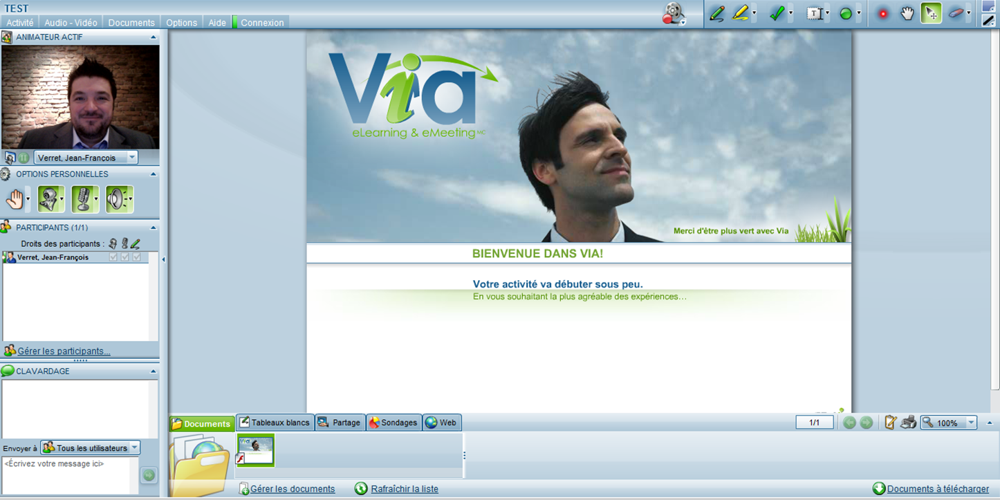 TEST
Activité Audio - Vidéo Documents Options Aide Connexion
ANIMATEUR ACTIF
Verret, Jean-François
OPTIONS PERSONNELLES
PARTICIPANTS (1/1)
Droits des participants :
Verret, Jean-François
Gérer les participants...
CLAVARDAGE
Envoyer à Tous les utilisateurs
<Écrivez votre message ici>
Via
eLearning & eMeeting MC
Merci d'être plus vert avec Via
BIENVENUE DANS VIA!
Votre activité va débuter sous peu.
En vous souhaitant la plus agréable des expériences…
Documents Tableaux blancs Partage Sondages Web
1/1
100%
Via
Gérer les documents
Rafraîchir la liste
Documents à télécharger